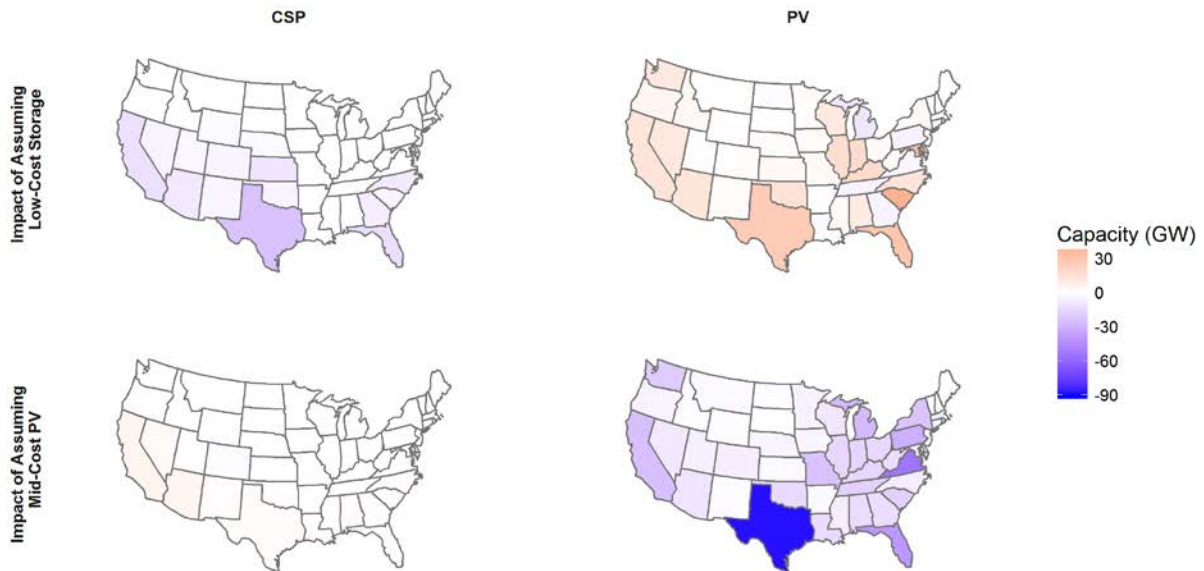 CSP
PV
Impact of Assuming
Low-Cost Storage
Impact of Assuming
Mid-Cost PV
Capacity (GW)
30
0
-30
-60
-90